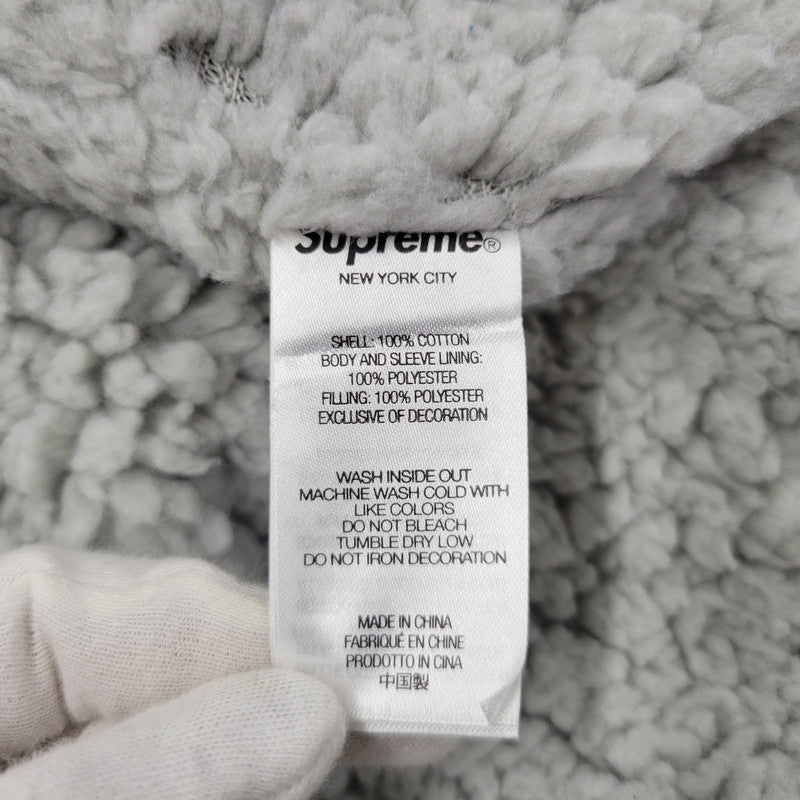 Supreme®
NEW YORK CITY
SHELL: 100% COTTON
BODY AND SLEEVE LINING:
100% POLYESTER
FILLING: 100% POLYESTER
EXCLUSIVE OF DECORATION
WASH INSIDE OUT
MACHINE WASH COLD WITH
LIKE COLORS
DO NOT BLEACH
TUMBLE DRY LOW
DO NOT IRON DECORATION
MADE IN CHINA
FABRIQUÉ EN CHINE
PRODOTTO IN CINA
中国製